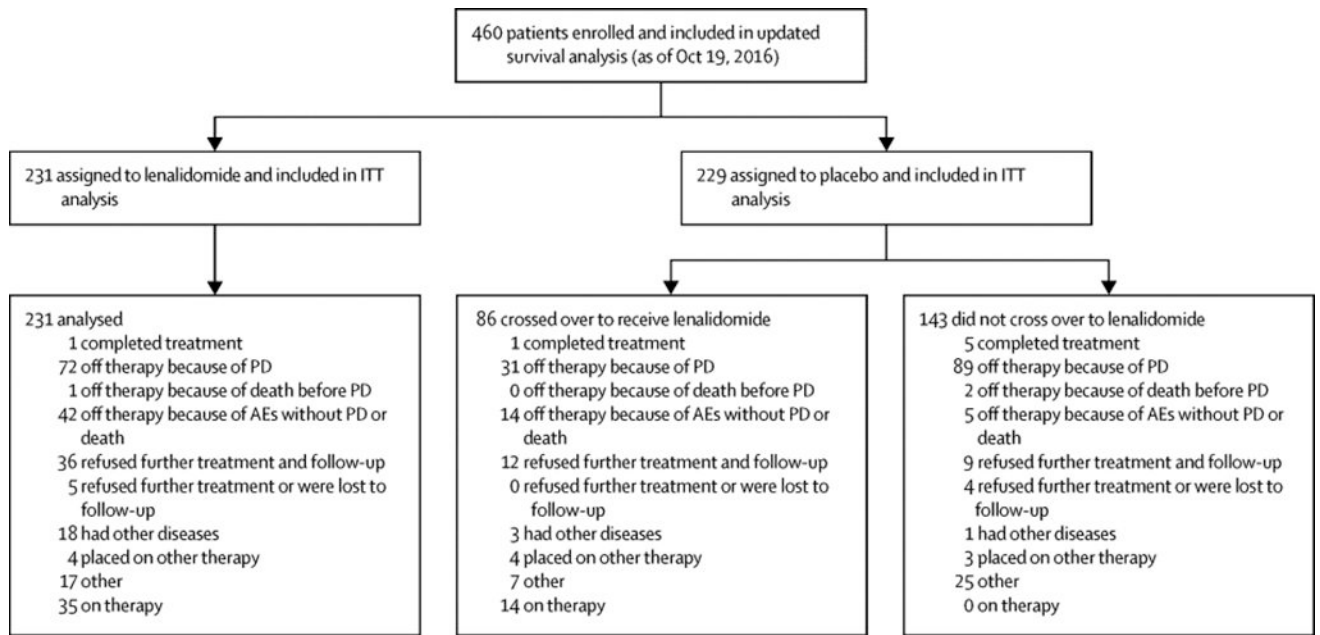 460 patients enrolled and included in updated
survival analysis (as of Oct 19, 2016)
231 assigned to lenalidomide and included in ITT
analysis
229 assigned to placebo and included in ITT
analysis
231 analysed
1 completed treatment
72 off therapy because of PD
1 off therapy because of death before PD
42 off therapy because of AEs without PD or
death
36 refused further treatment and follow-up
5 refused further treatment or were lost to
follow-up
18 had other diseases
4 placed on other therapy
17 other
35 on therapy
86 crossed over to receive lenalidomide
1 completed treatment
31 off therapy because of PD
0 off therapy because of death before PD
14 off therapy because of AEs without PD or
death
12 refused further treatment and follow-up
0 refused further treatment or were lost to
follow-up
3 had other diseases
4 placed on other therapy
7 other
14 on therapy
143 did not cross over to lenalidomide
5 completed treatment
89 off therapy because of PD
2 off therapy because of death before PD
5 off therapy because of AEs without PD or
death
9 refused further treatment and follow-up
4 refused further treatment or were lost to
follow-up
1 had other diseases
3 placed on other therapy
25 other
0 on therapy